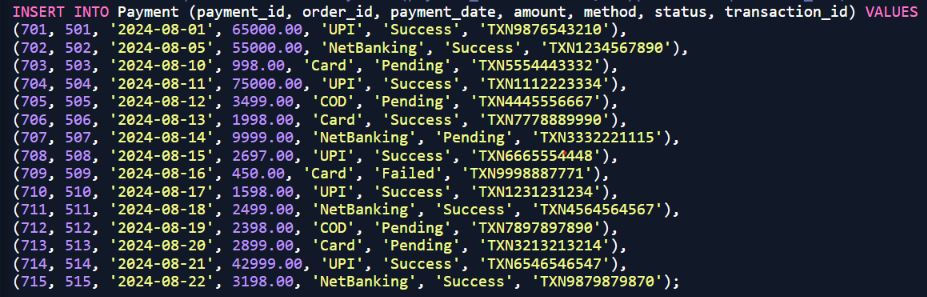 INSERT INTO Payment (payment_id, order_id, payment_date, amount, method, status, transaction_id) VALUES
(701, 501, '2024-08-01', 65000.00, 'UPI', 'Success', 'TXN9876543210'),
(702, 502, '2024-08-05', 55000.00, 'NetBanking', 'Success', 'TXN1234567890'),
(703, 503, '2024-08-10', 998.00, 'Card', 'Pending', 'TXN5554443332'),
(704, 504, '2024-08-11', 75000.00, 'UPI', 'Success', 'TXN1112223334'),
(705, 505, '2024-08-12', 3499.00, 'COD', 'Pending', 'TXN4445556667'),
(706, 506, '2024-08-13', 1998.00, 'Card', 'Success', 'TXN7778889990'),
(707, 507, '2024-08-14', 9999.00, 'NetBanking', 'Pending', 'TXN3332221115'),
(708, 508, '2024-08-15', 2697.00, 'UPI', 'Success', 'TXN6665554448'),
(709, 509, '2024-08-16', 450.00, 'Card', 'Failed', 'TXN9998887771'),
(710, 510, '2024-08-17', 1598.00, 'UPI', 'Success', 'TXN1231231234'),
(711, 511, '2024-08-18', 2499.00, 'NetBanking', 'Success', 'TXN4564564567'),
(712, 512, '2024-08-19', 2398.00, 'COD', 'Pending', 'TXN7897897890'),
(713, 513, '2024-08-20', 2899.00, 'Card', 'Pending', 'TXN3213213214'),
(714, 514, '2024-08-21', 42999.00, 'UPI', 'Success', 'TXN6546546547'),
(715, 515, '2024-08-22', 3198.00, 'NetBanking', 'Success', 'TXN9879879870');